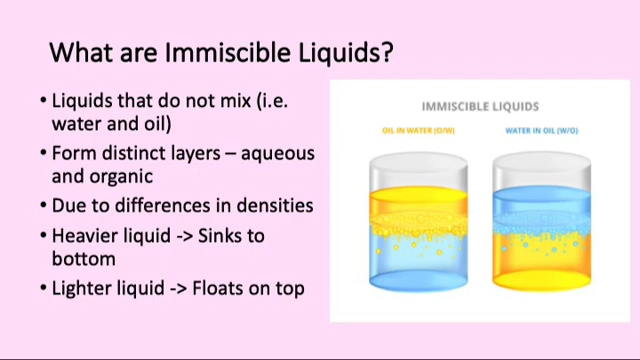 What are Immiscible Liquids?
• Liquids that do not mix (i.e.
water and oil)
• Form distinct layers – aqueous
and organic
• Due to differences in densities
• Heavier liquid -> Sinks to
bottom
• Lighter liquid -> Floats on top
IMMISCIBLE LIQUIDS
OIL IN WATER (O/W)
WATER IN OIL (W/O)